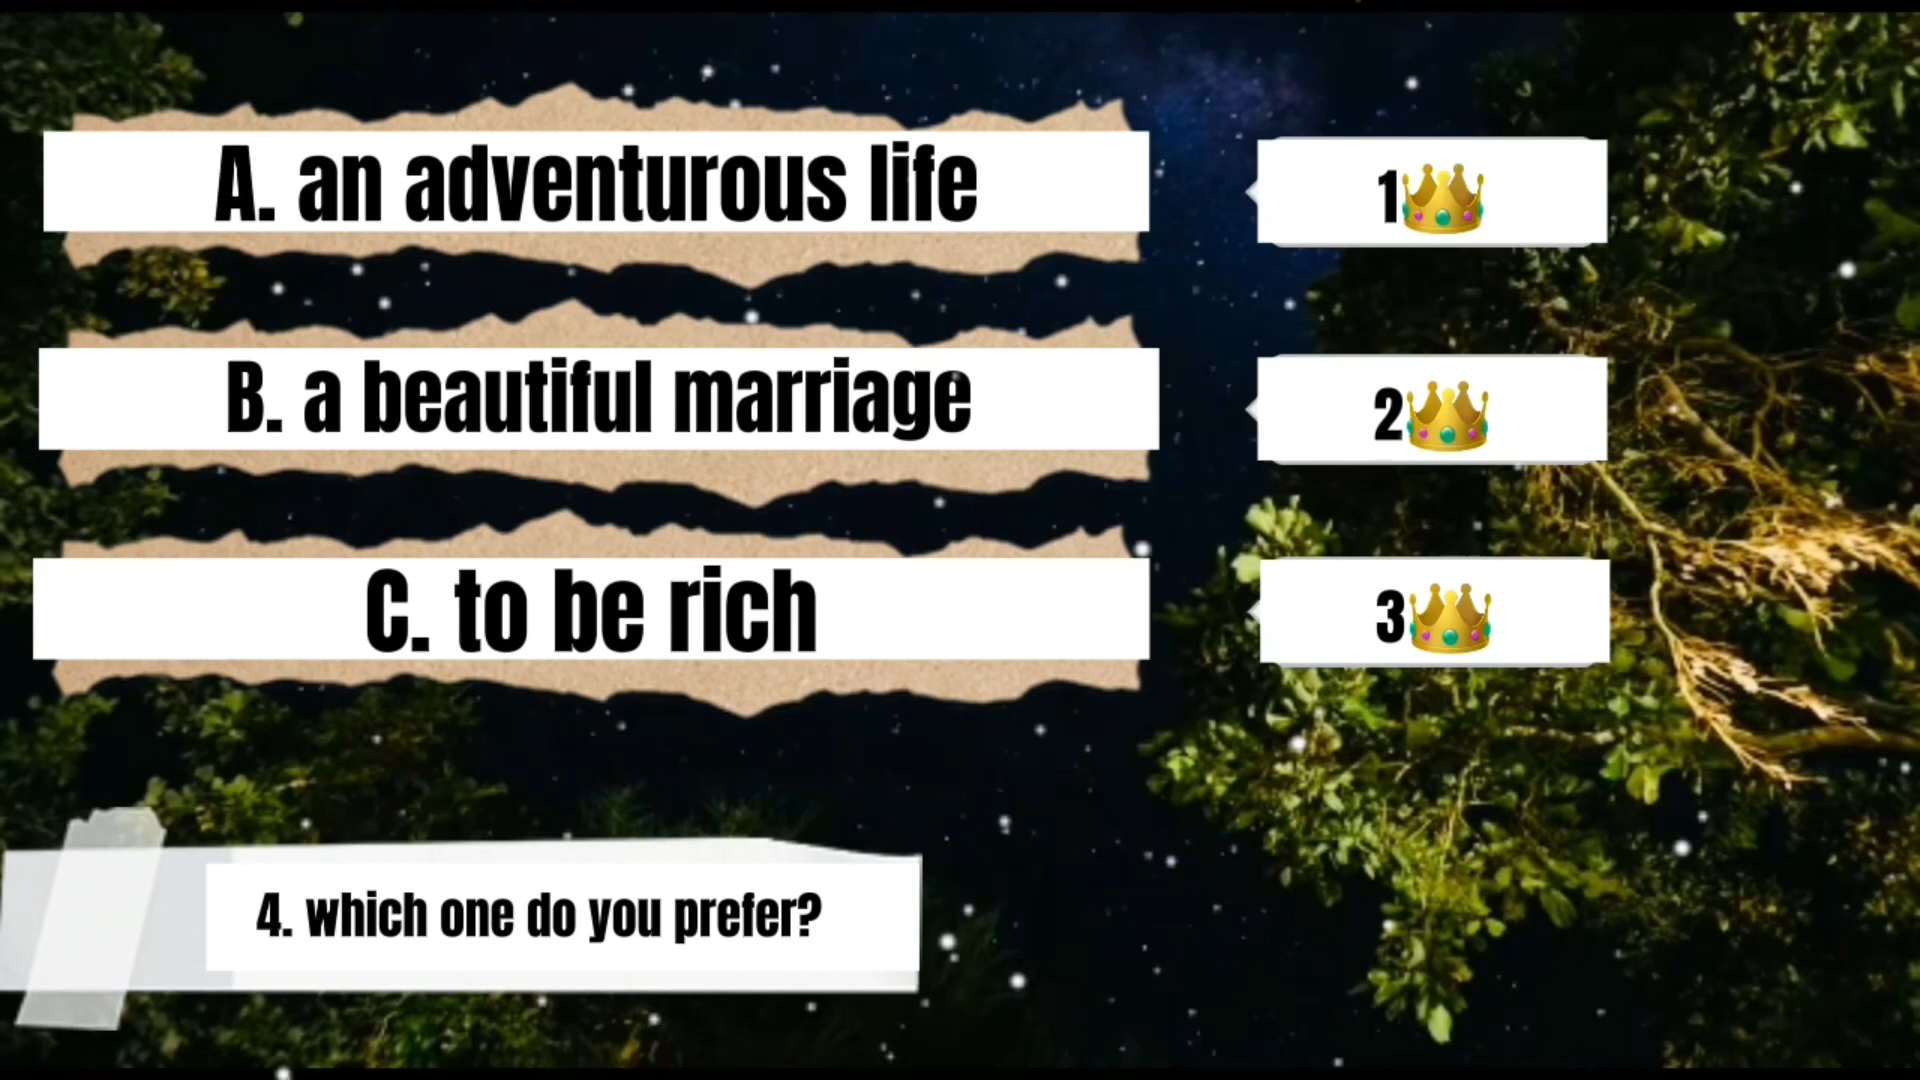 A. an adventurous life
1👑
B. a beautiful marriage
2👑
C. to be rich
3👑
4. which one do you prefer?